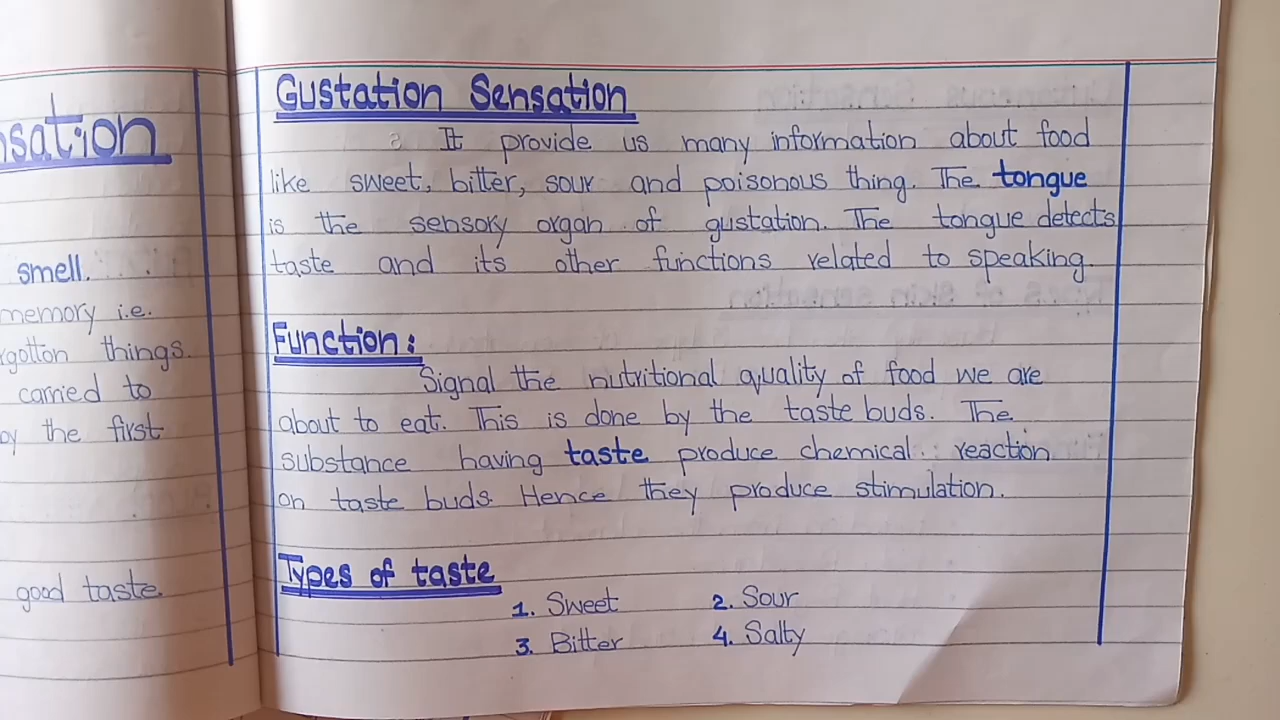 nsation
smell.
memory i.e.
rgotton things.
carried to
by the first
good taste.
Gustation Sensation
It provide us many information about food
like sweet, bitter, sour and poisonous thing. The tongue
is the sensory organ of gustation. The tongue detects
taste and its other functions related to speaking.
Function:
Signal the nutritional quality of food we are
about to eat. This is done by the taste buds. The
substance having taste produce chemical reaction
on taste buds. Hence they produce stimulation.
Types of taste
1. Sweet 2. Sour
3. Bitter 4. Salty